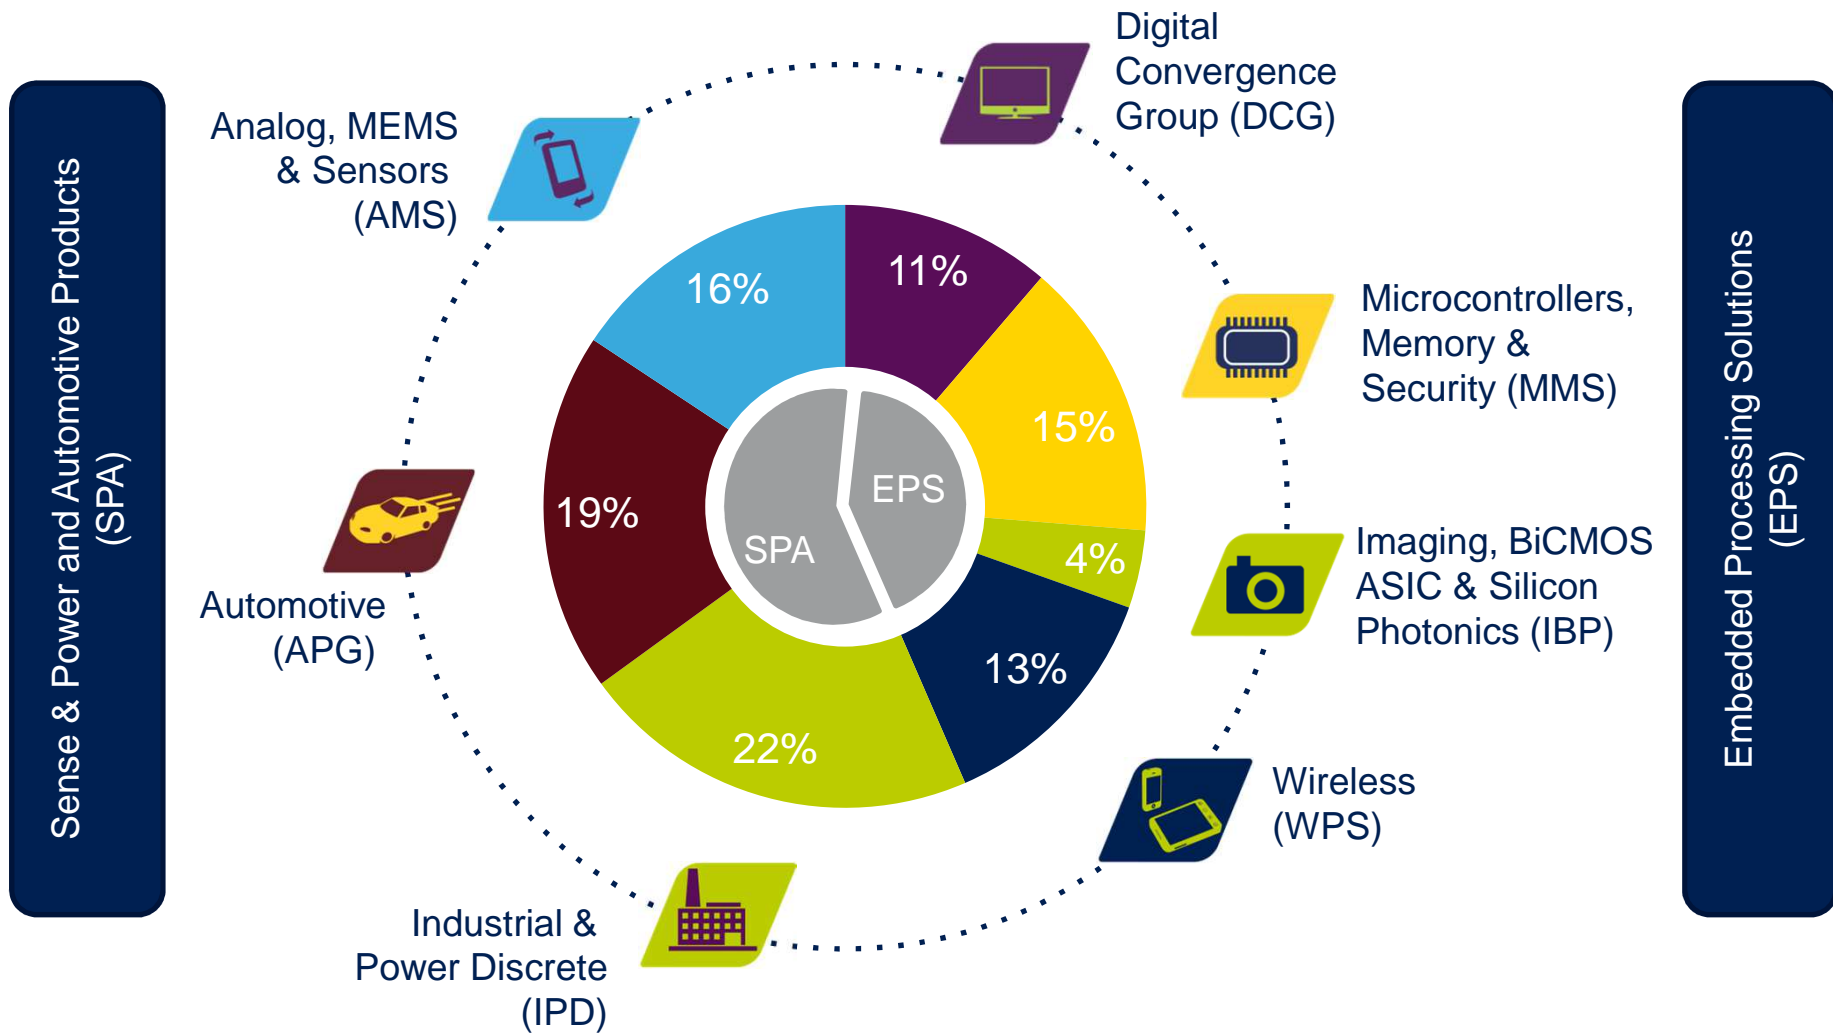 Sense & Power and Automotive Products
(SPA)
Analog, MEMS
& Sensors
(AMS)
Automotive
(APG)
Industrial &
Power Discrete
(IPD)
Digital
Convergence
Group (DCG)
Microcontrollers,
Memory &
Security (MMS)
Imaging, BiCMOS
ASIC & Silicon
Photonics (IBP)
Wireless
(WPS)
11%
15%
4%
13%
22%
19%
16%
EPS
SPA
Embedded Processing Solutions
(EPS)